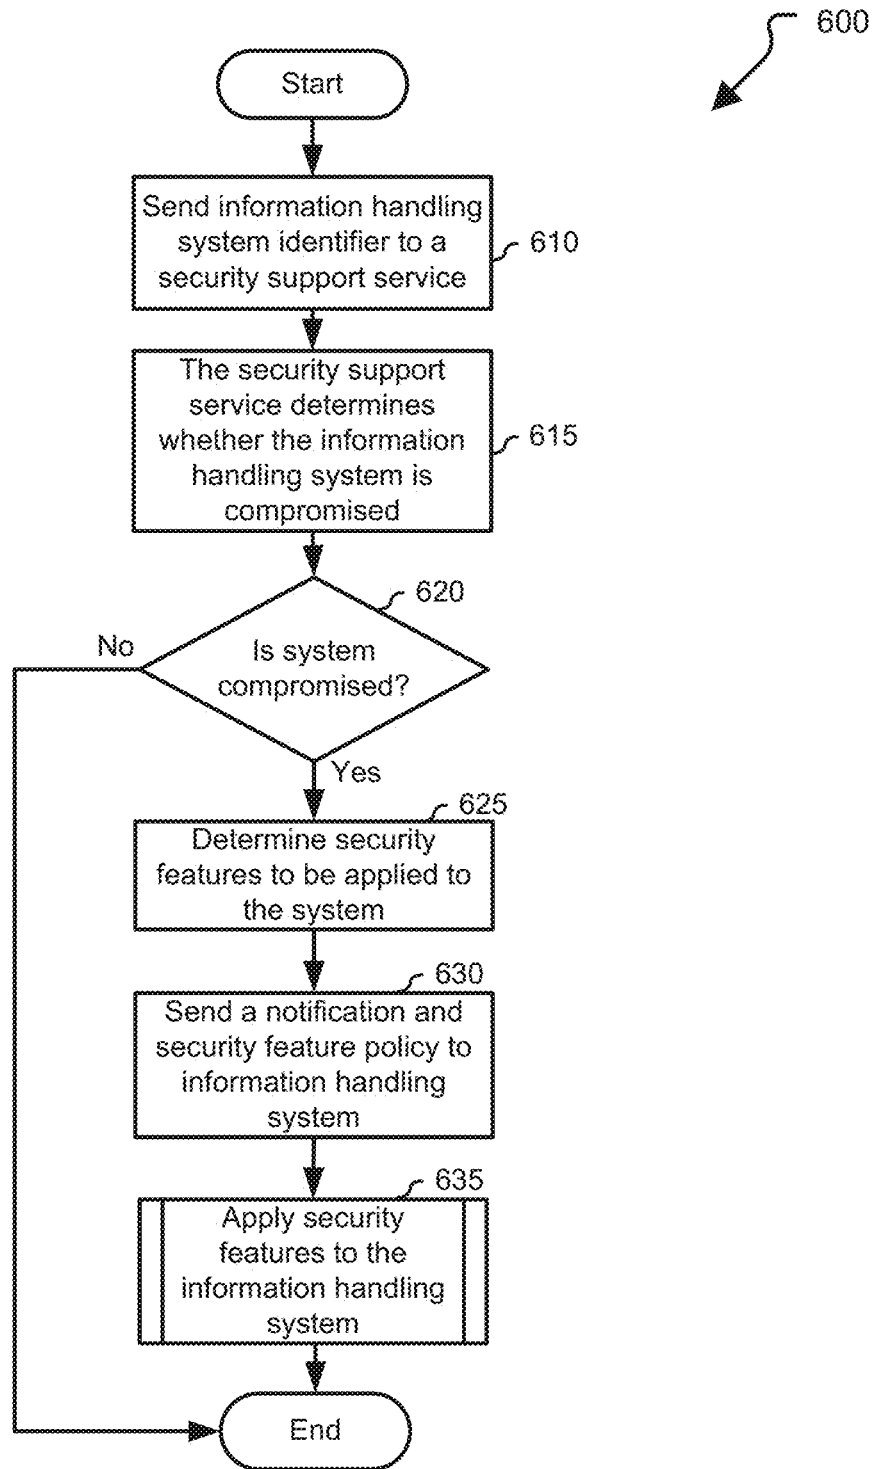 600
Start
Send information handling
system identifier to a
security support service
610
The security support
service determines
whether the information
handling system is
compromised
615
620
No
Is system
compromised?
Yes
625
Determine security
features to be applied to
the system
630
Send a notification and
security feature policy to
information handling
system
635
Apply security
features to the
information handling
system
End